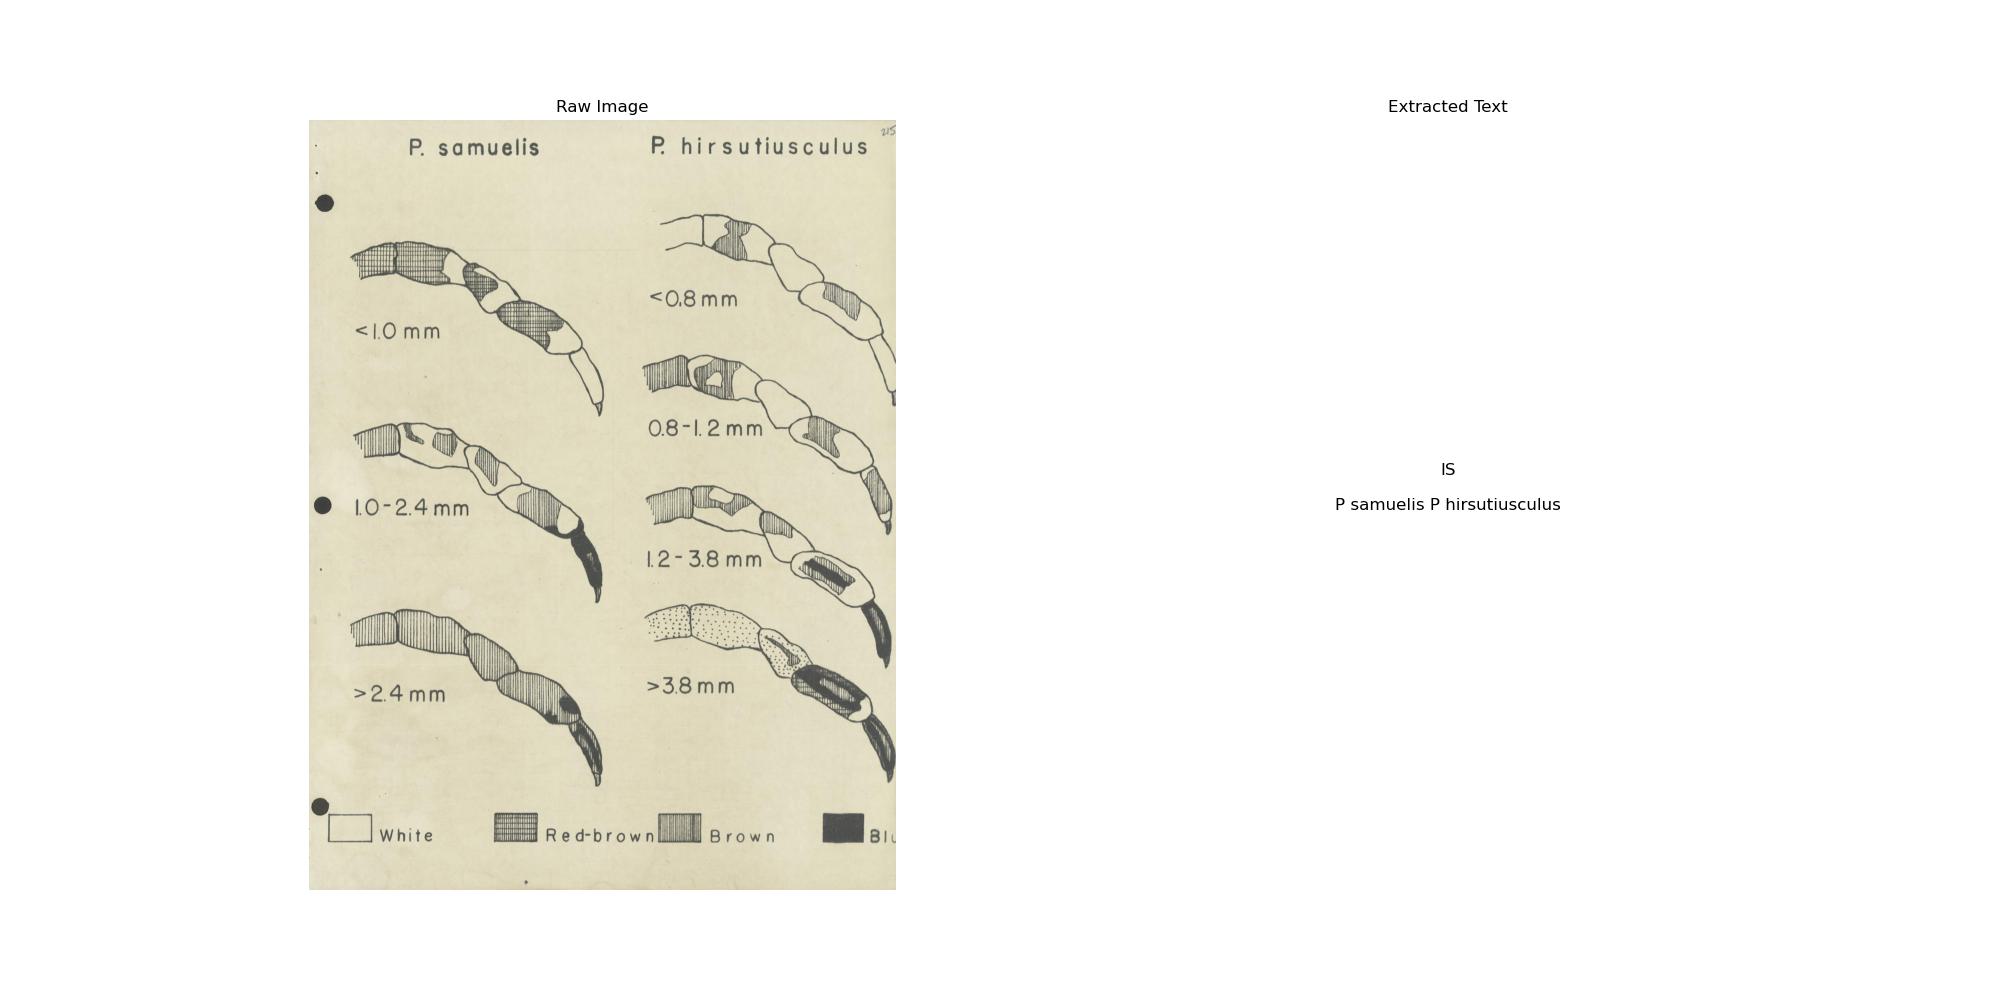 Raw Image
Extracted Text
215
P. samuelis
P. hirsutiusculus
<0.8 mm
<1.0 mm
0.8-1.2 mm
1.0-2.4 mm
1.2-3.8 mm
>2.4 mm
>3.8 mm
White
Red-brown
Brown
IS
P samuelis P hirsutiusculus